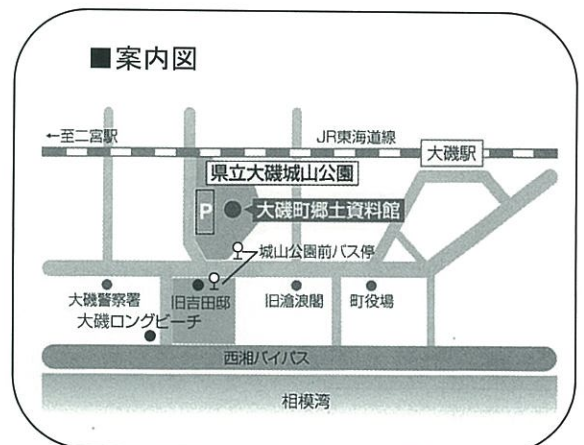 ■案内図
←至二宮駅
JR東海道線
大磯駅
県立大磯城山公園
P
大磯町郷土資料館
城山公園前バス停
大磯警察署
旧吉田邸
旧滄浪閣
町役場
大磯ロングビーチ
西湘バイパス
相模湾